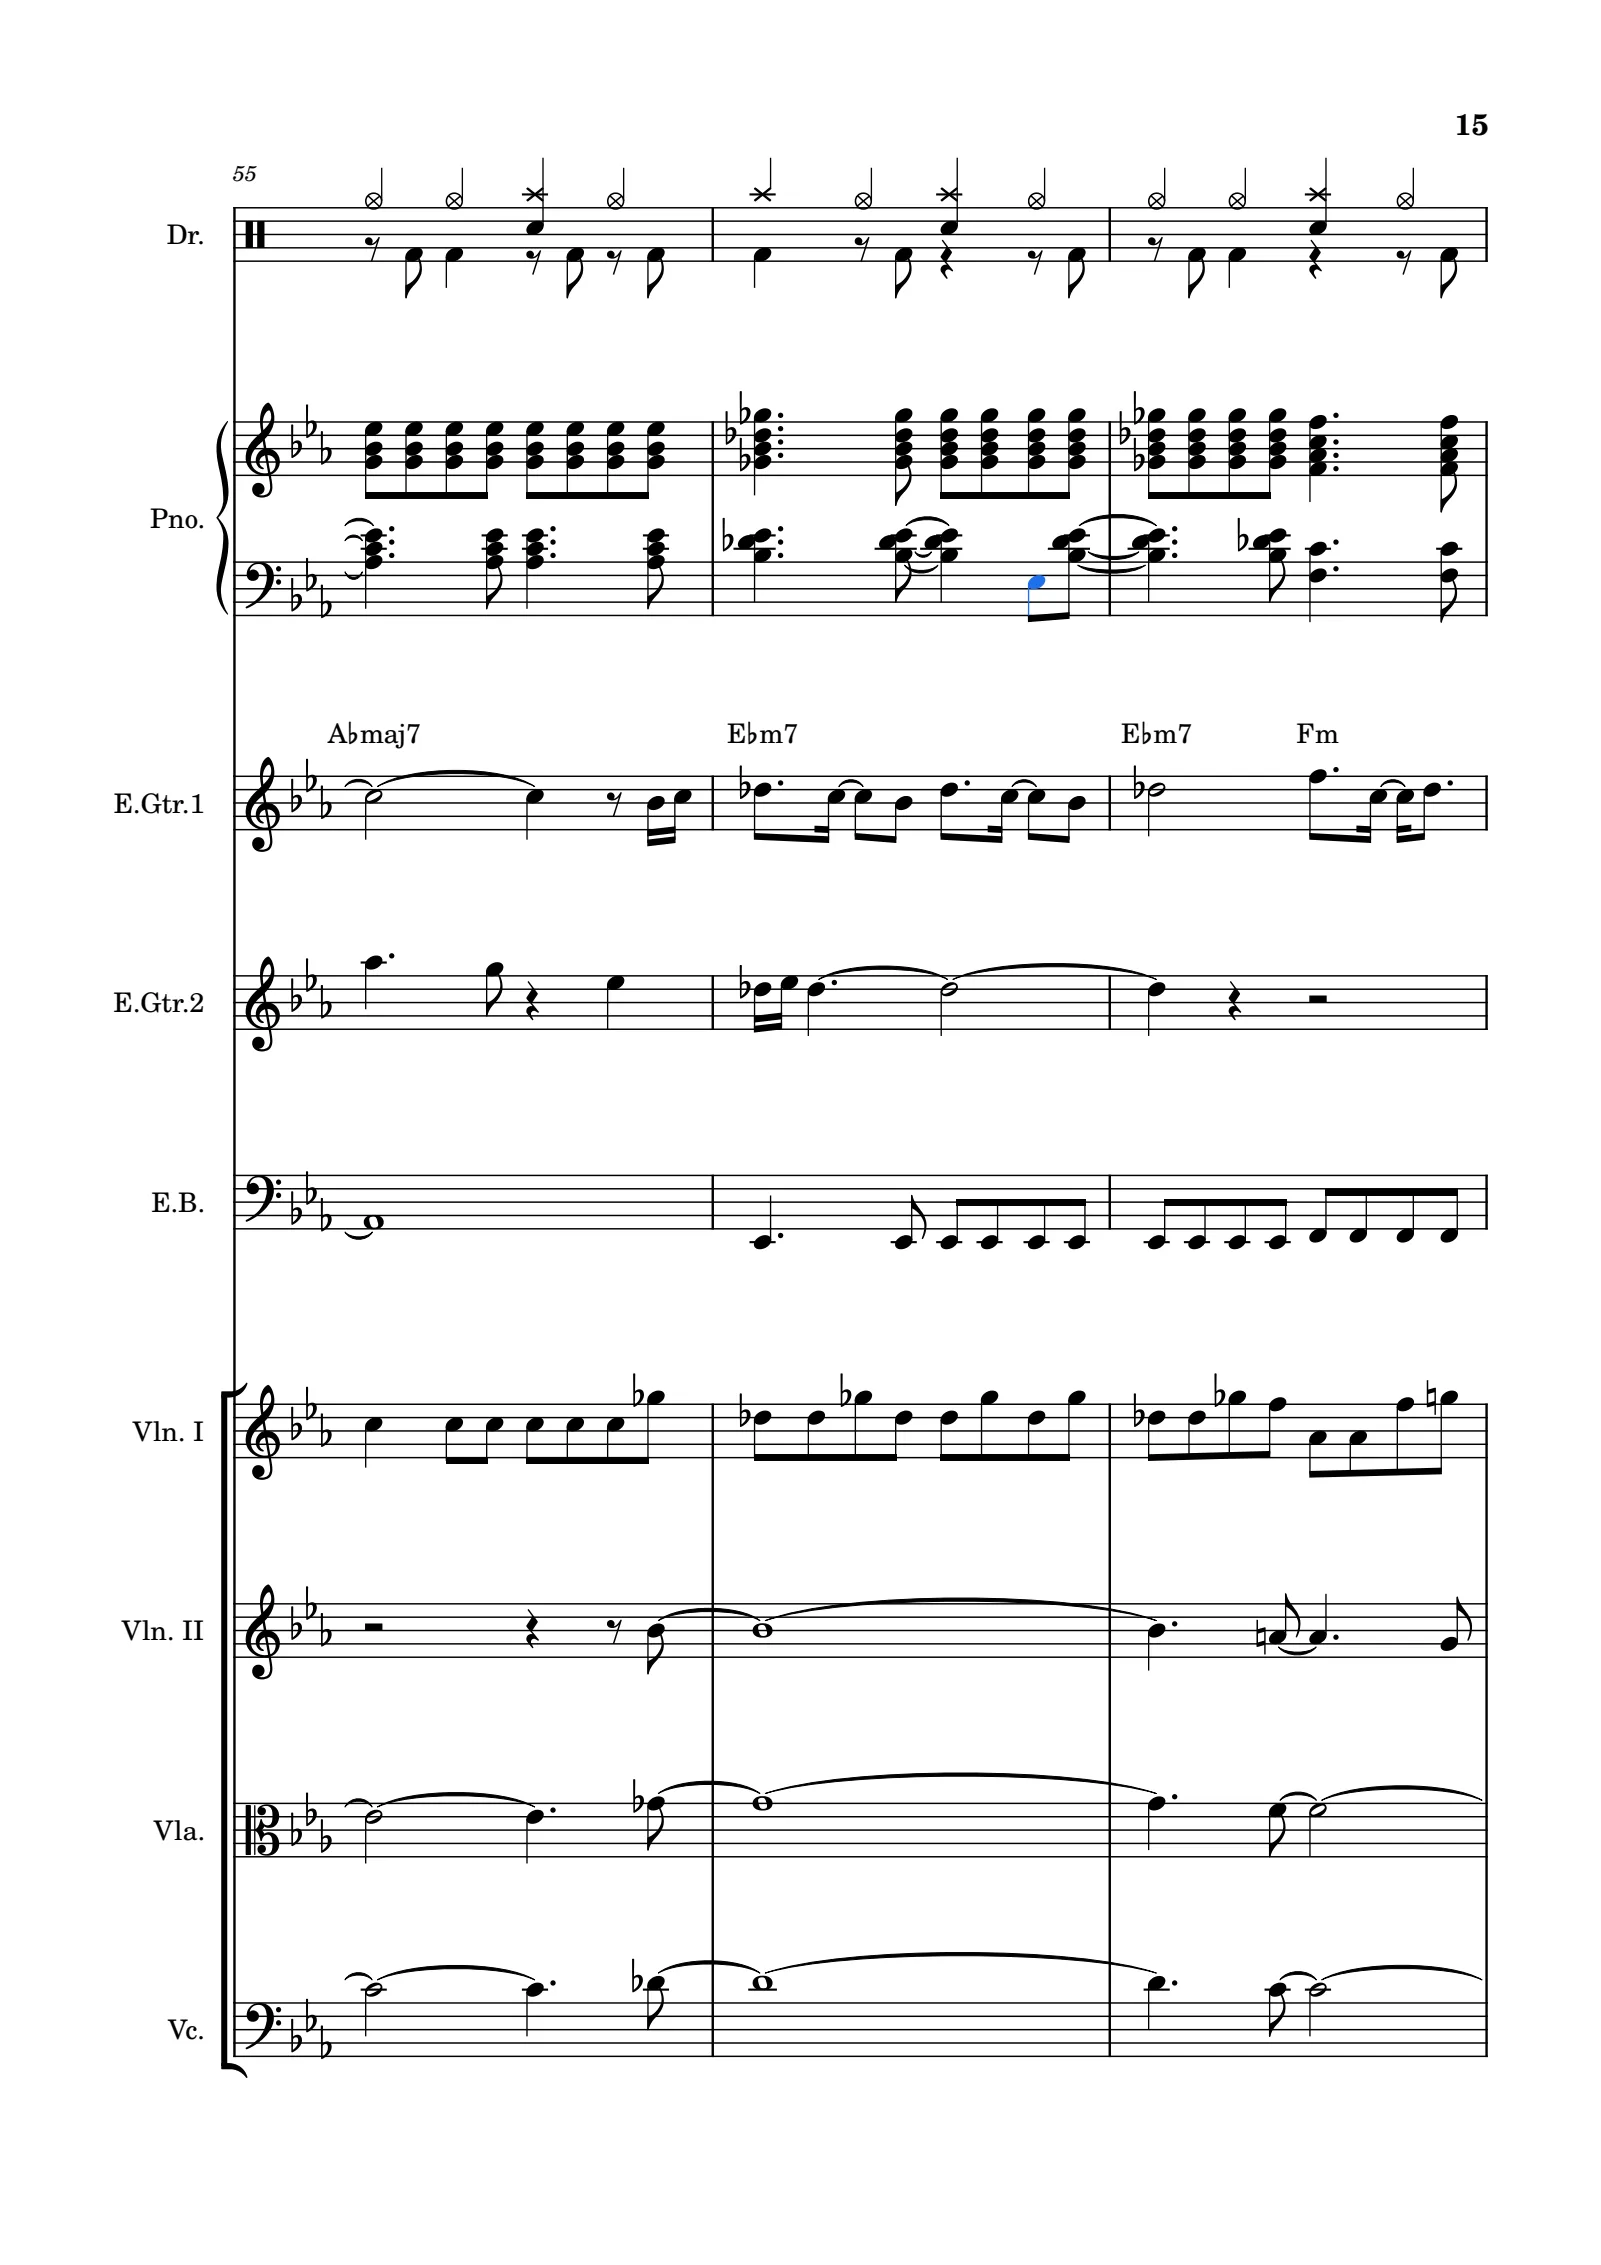 15
55
Dr.
Pno.
A♭maj7 E♭m7 E♭m7 Fm
E.Gtr.1
E.Gtr.2
E.B.
Vln. I
Vln. II
Vla.
Vc.